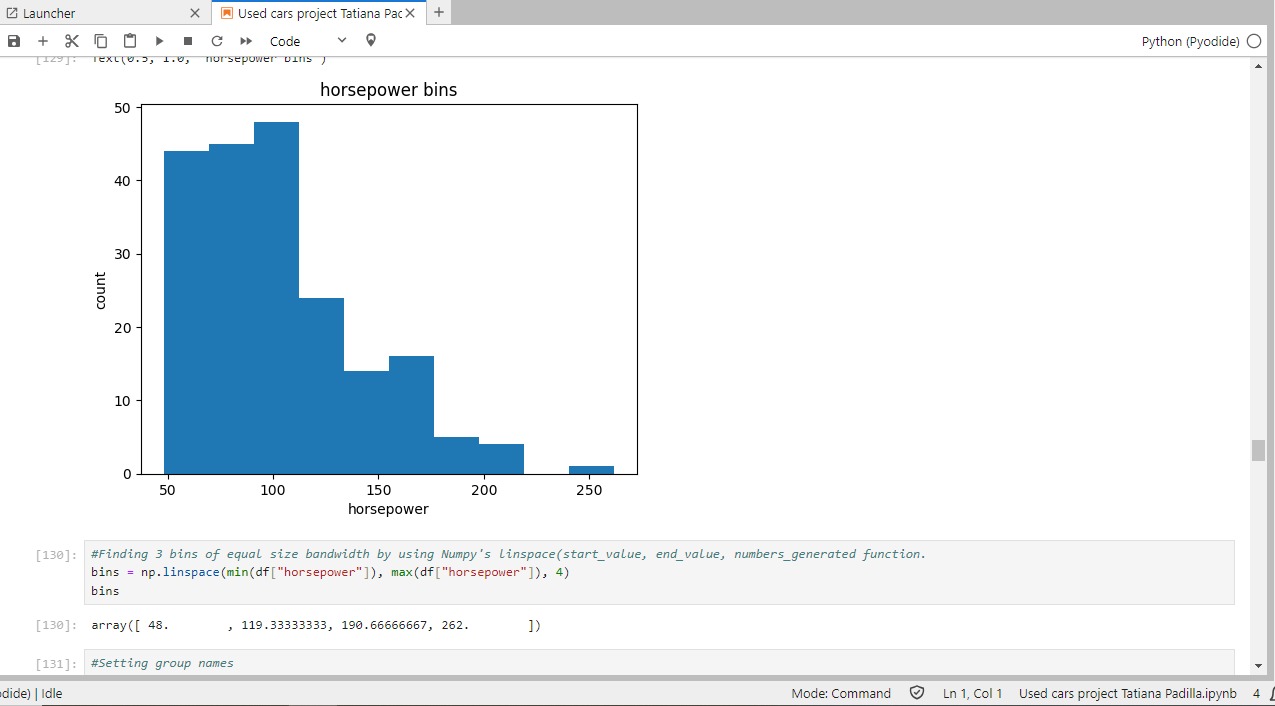 Launcher
Used cars project Tatiana Pac
Code
Python (Pyodide)
[129]: Text(0.5, 1.0, 'horsepower bins')
horsepower bins
50
40
30
20
10
0
count
50 100 150 200 250
horsepower
[130]: #Finding 3 bins of equal size bandwidth by using Numpy's linspace(start_value, end_value, numbers_generated function.
bins = np.linspace(min(df["horsepower"]), max(df["horsepower"]), 4)
bins
[130]: array([ 48. , 119.33333333, 190.66666667, 262. ])
[131]: #Setting group names
odide) | Idle
Mode: Command
Ln 1, Col 1
Used cars project Tatiana Padilla.ipynb
4